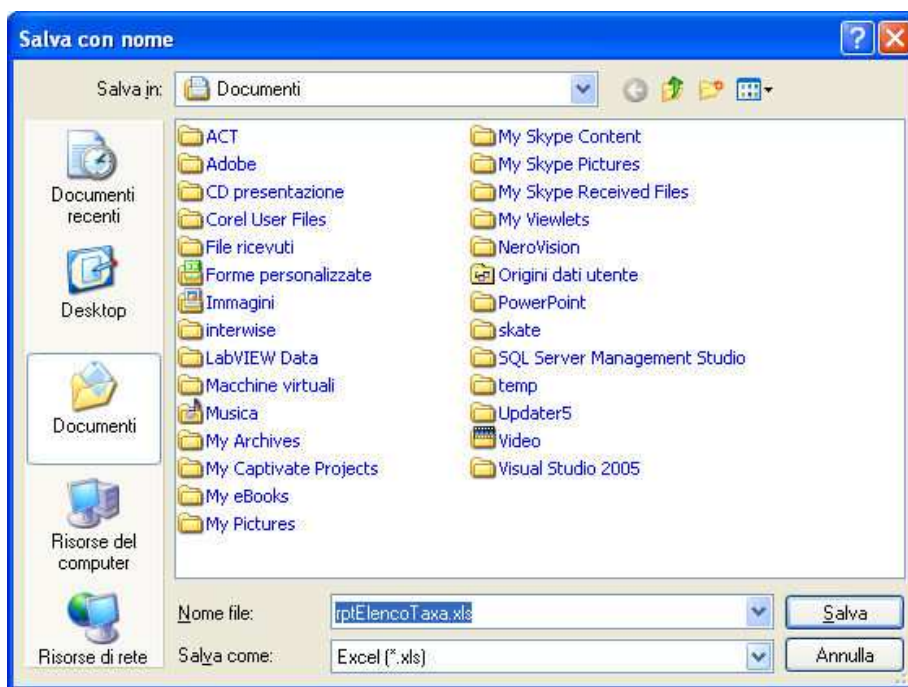 Salva con nome
Salva in:
Documenti
Documenti
recenti
Desktop
Documenti
Risorse del
computer
Risorse di rete
ACT
Adobe
CD presentazione
Corel User Files
File ricevuti
Forme personalizzate
Immagini
interwise
LabVIEW Data
Macchine virtuali
Musica
My Archives
My Captivate Projects
My eBooks
My Pictures
My Skype Content
My Skype Pictures
My Skype Received Files
My Viewlets
NeroVision
Origini dati utente
PowerPoint
skate
SQL Server Management Studio
temp
Updater5
Video
Visual Studio 2005
Nome file:
rptElencoTaxa.xls
Salva
Salva come:
Excel (*.xls)
Annulla